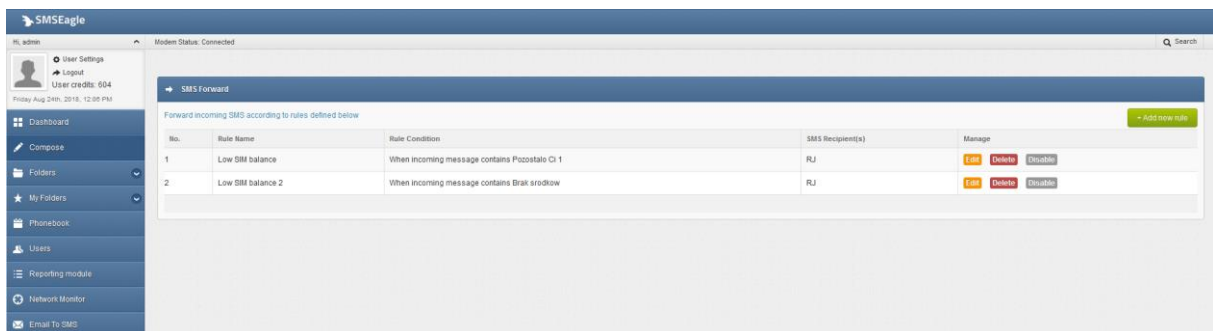 SMSEagle
Hi, admin
Modem Status: Connected
Search
User Settings
Logout
User credits: 604
Friday Aug 24th, 2018, 12:06 PM
SMS Forward
Forward incoming SMS according to rules defined below
+ Add new rule
No. Rule Name Rule Condition SMS Recipient(s) Manage
1 Low SIM balance When incoming message contains Pozostalo Ci 1 RJ Edit Delete Disable
2 Low SIM balance 2 When incoming message contains Brak srodkow RJ Edit Delete Disable
Dashboard
Compose
Folders
My Folders
Phonebook
Users
Reporting module
Network Monitor
Email To SMS